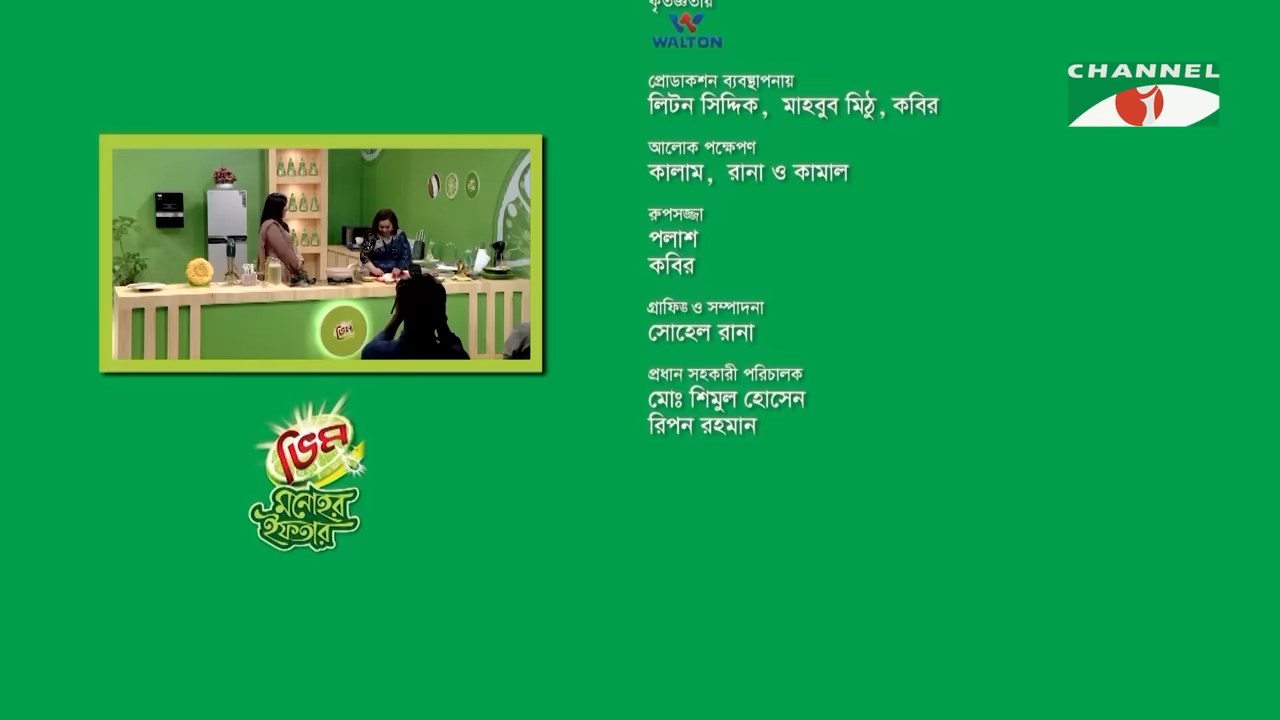 কৃতজ্ঞতায়
WALTON
প্রোডাকশন ব্যবস্থাপনায়
লিটন সিদ্দিক, মাহবুব মিঠু, কবির
আলোক পক্ষেপণ
কালাম, রানা ও কামাল
রুপসজ্জা
পলাশ
কবির
গ্রাফিক্স ও সম্পাদনা
সোহেল রানা
প্রধান সহকারী পরিচালক
মোঃ শিমুল হোসেন
রিপন রহমান
CHANNEL
ভিম
ভিম
মনোহর
ইফতার